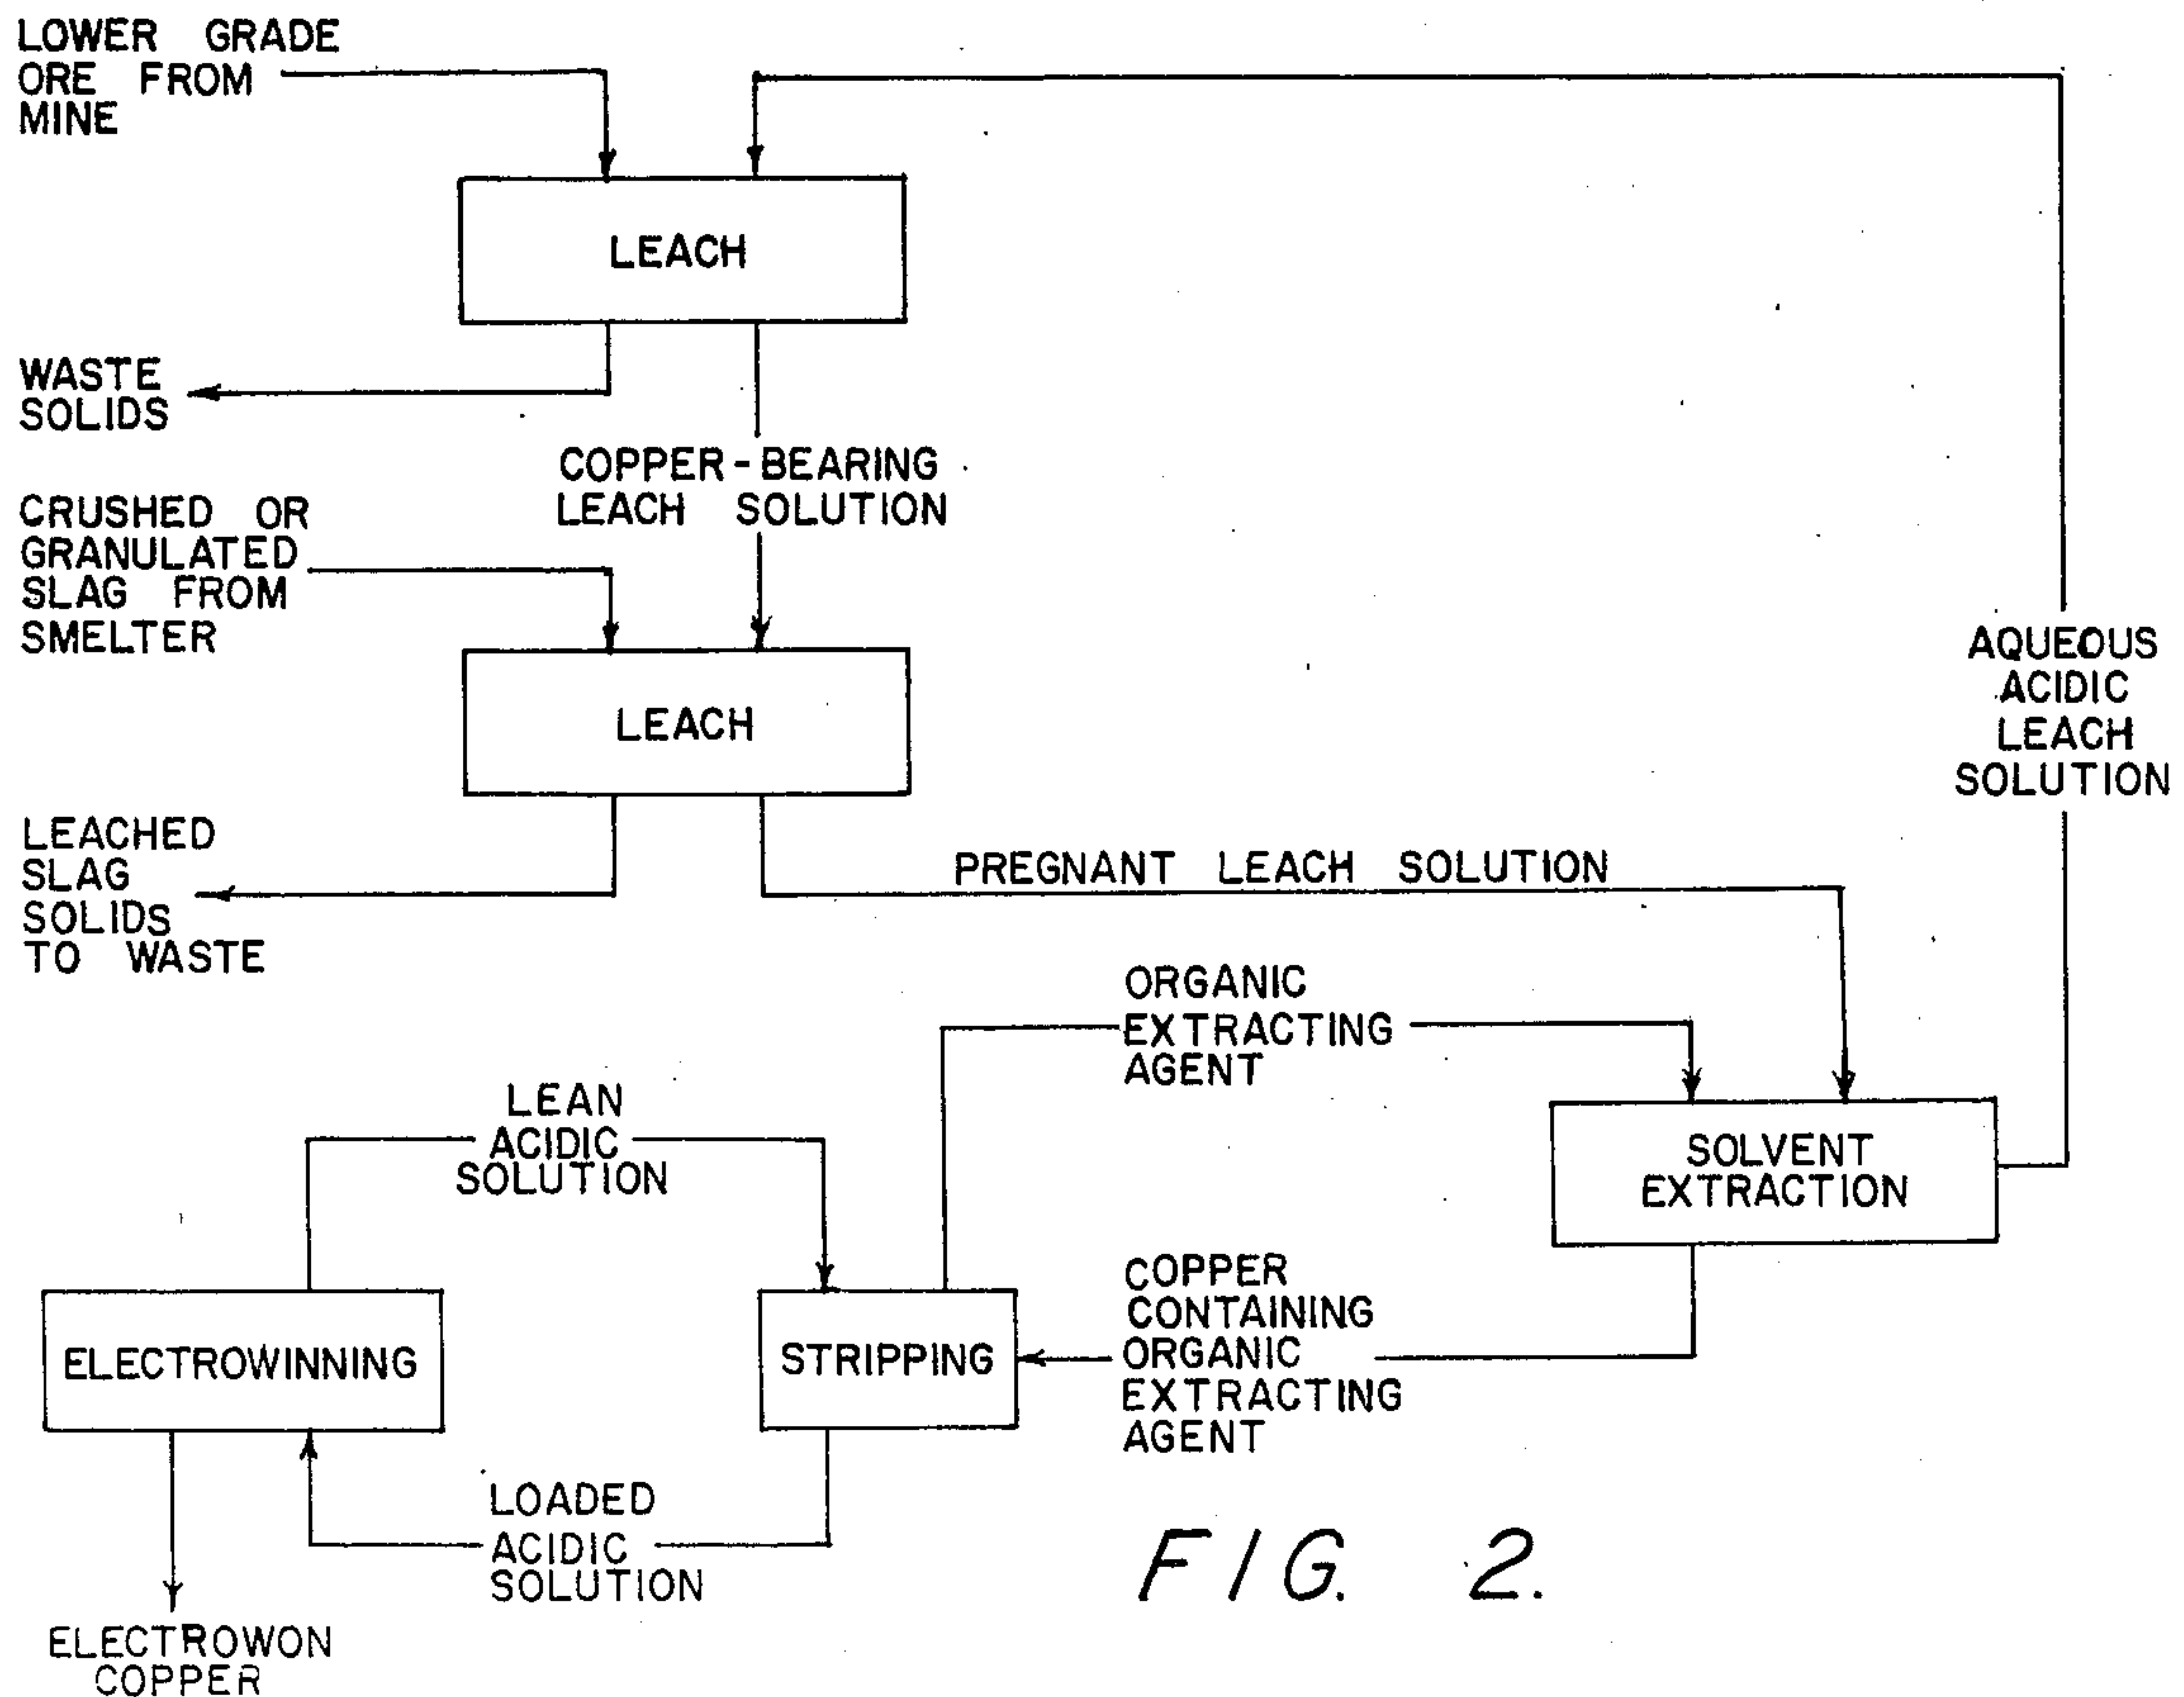 LOWER GRADE
ORE FROM
MINE
LEACH
WASTE
SOLIDS
COPPER-BEARING
LEACH SOLUTION
CRUSHED OR
GRANULATED
SLAG FROM
SMELTER
LEACH
AQUEOUS
ACIDIC
LEACH
SOLUTION
LEACHED
SLAG
SOLIDS
TO WASTE
PREGNANT LEACH SOLUTION
ORGANIC
EXTRACTING
AGENT
LEAN
ACIDIC
SOLUTION
SOLVENT
EXTRACTION
COPPER
CONTAINING
ORGANIC
EXTRACTING
AGENT
ELECTROWINNING
STRIPPING
LOADED
ACIDIC
SOLUTION
ELECTROWON
COPPER
FIG. 2.